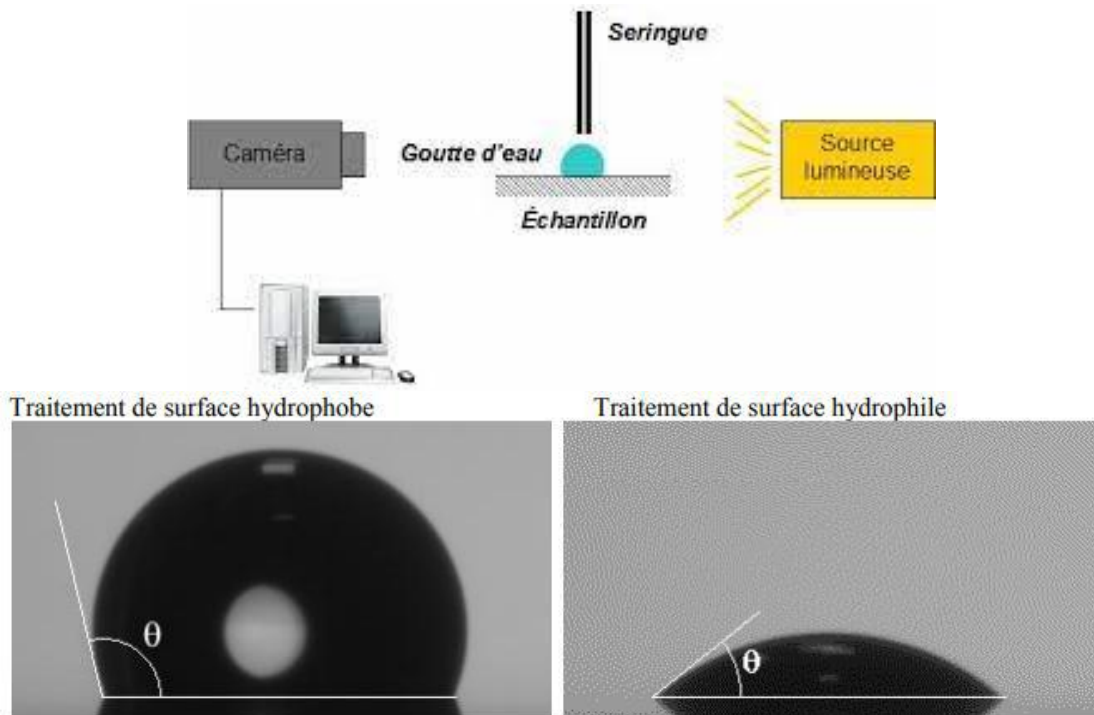 Seringue
Caméra
Goutte d'eau
Source
lumineuse
Échantillon
Traitement de surface hydrophobe
Traitement de surface hydrophile
θ
θ